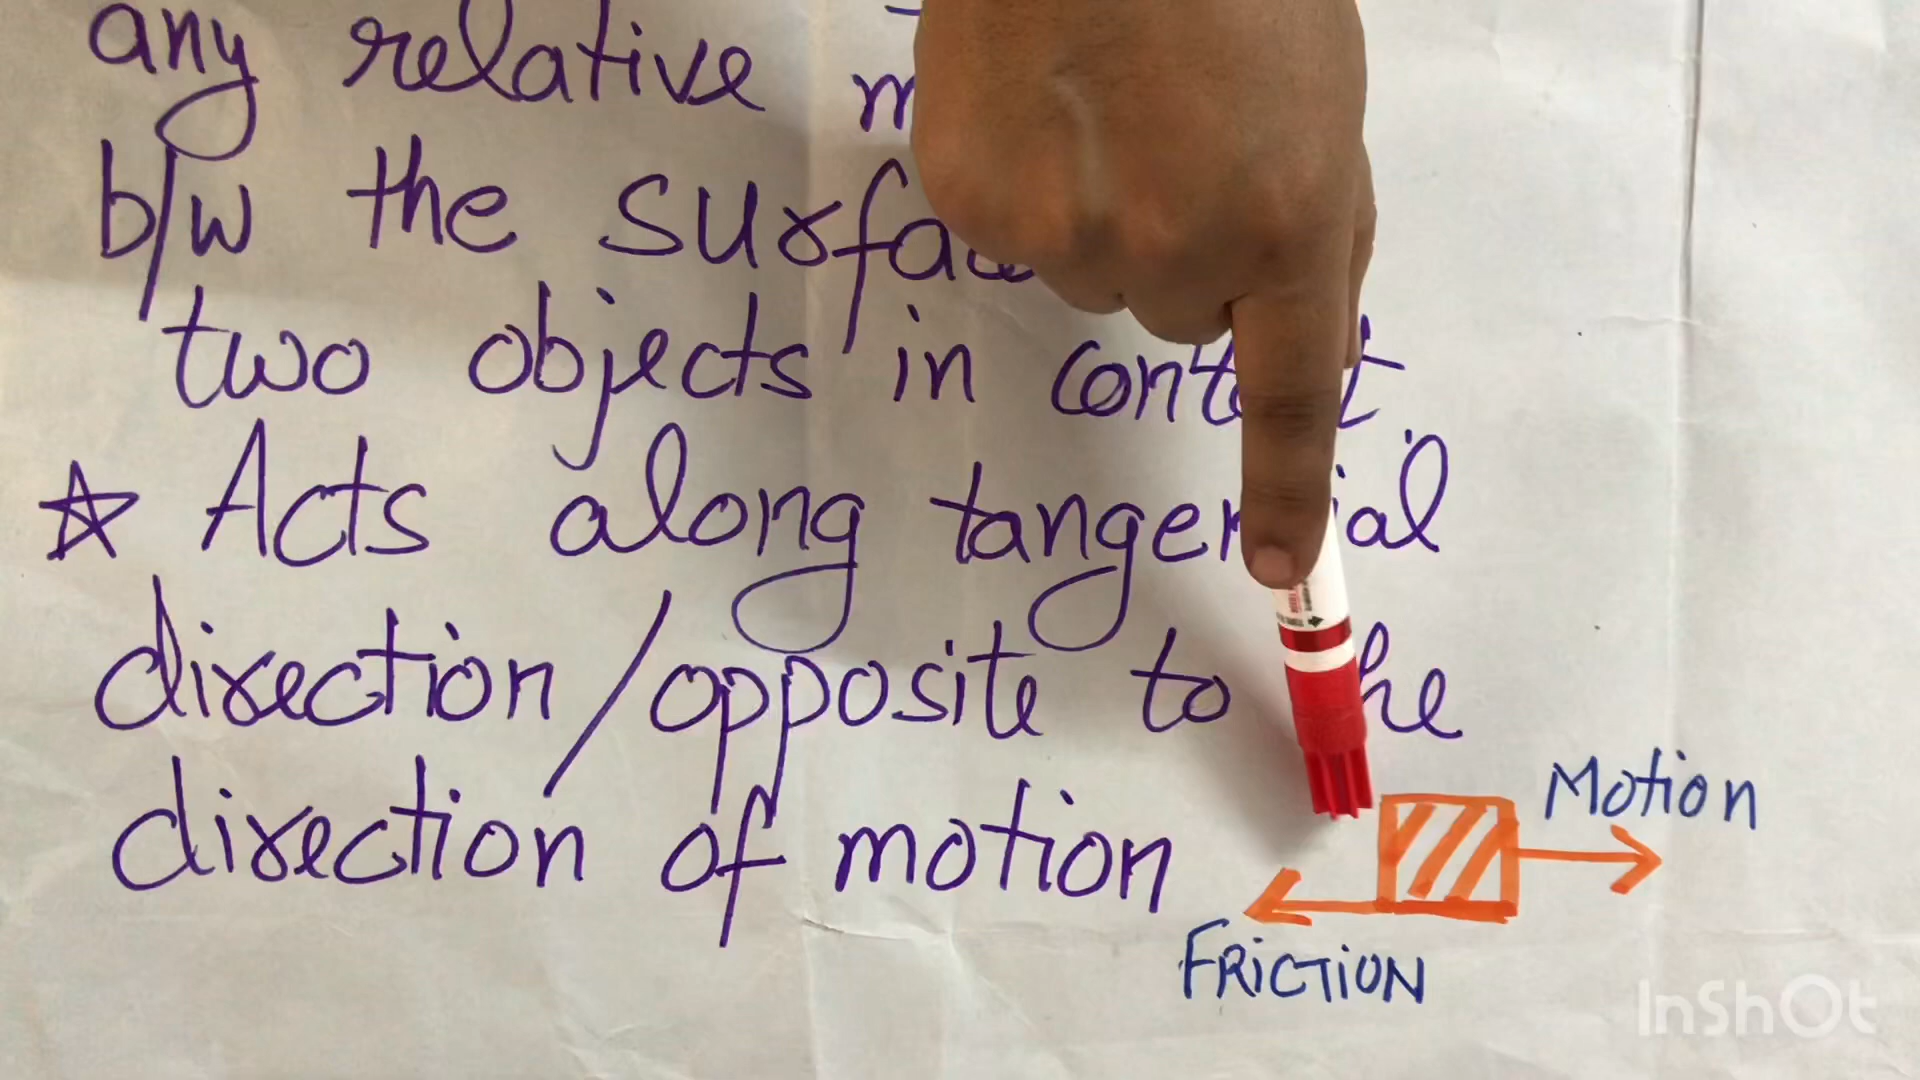 any relative
b/w the
two objects in
★ Acts along
direction/opposite to
direction of motion
Motion
FRICTION
InShOt